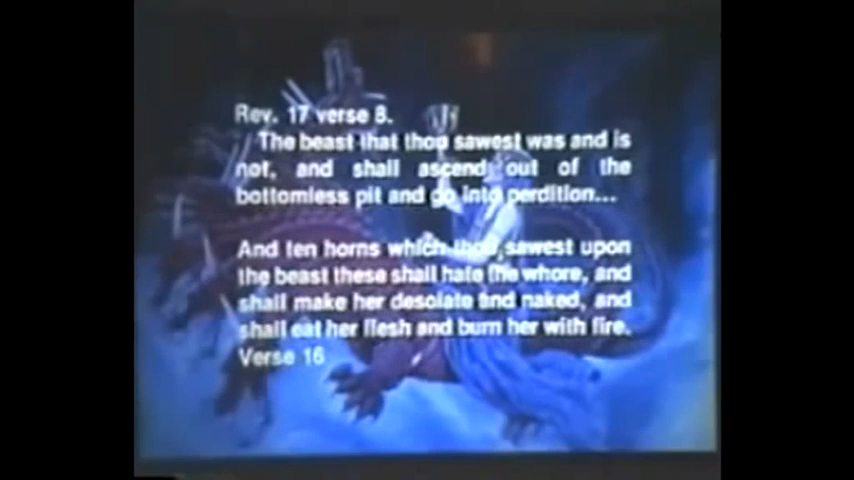 Rev. 17 verse 8.
The beast that thou sawest was and is
not, and shall ascend out of the
bottomless pit and go into perdition...
And ten horns which thou sawest upon
the beast these shall hate the whore, and
shall make her desolate and naked, and
shall eat her flesh and burn her with fire.
Verse 16